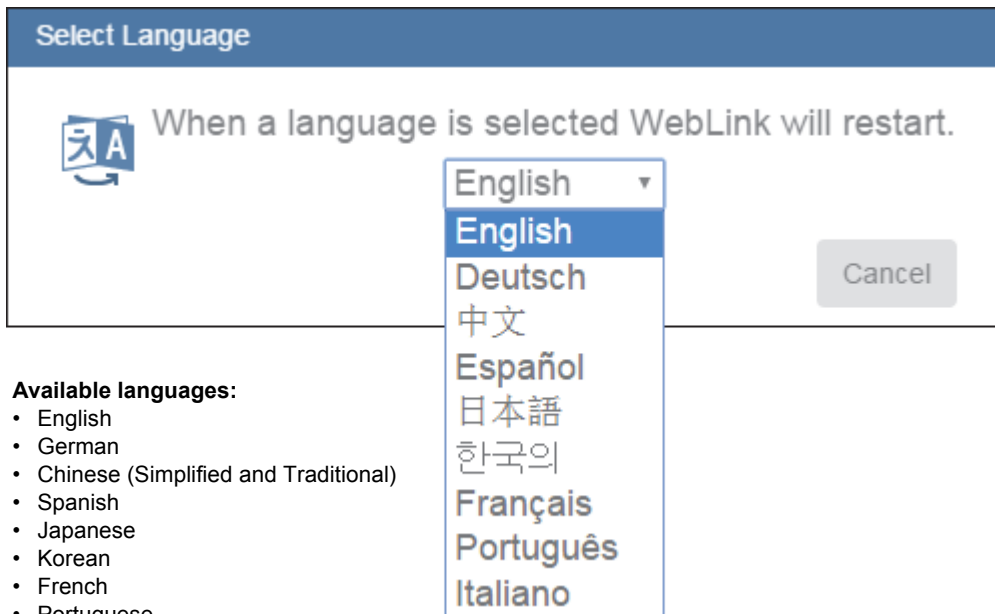 Select Language
When a language is selected WebLink will restart.
English
English
Deutsch
中文
Español
日本語
한국의
Français
Português
Italiano
Cancel
Available languages:
• English
• German
• Chinese (Simplified and Traditional)
• Spanish
• Japanese
• Korean
• French
• Portuguese